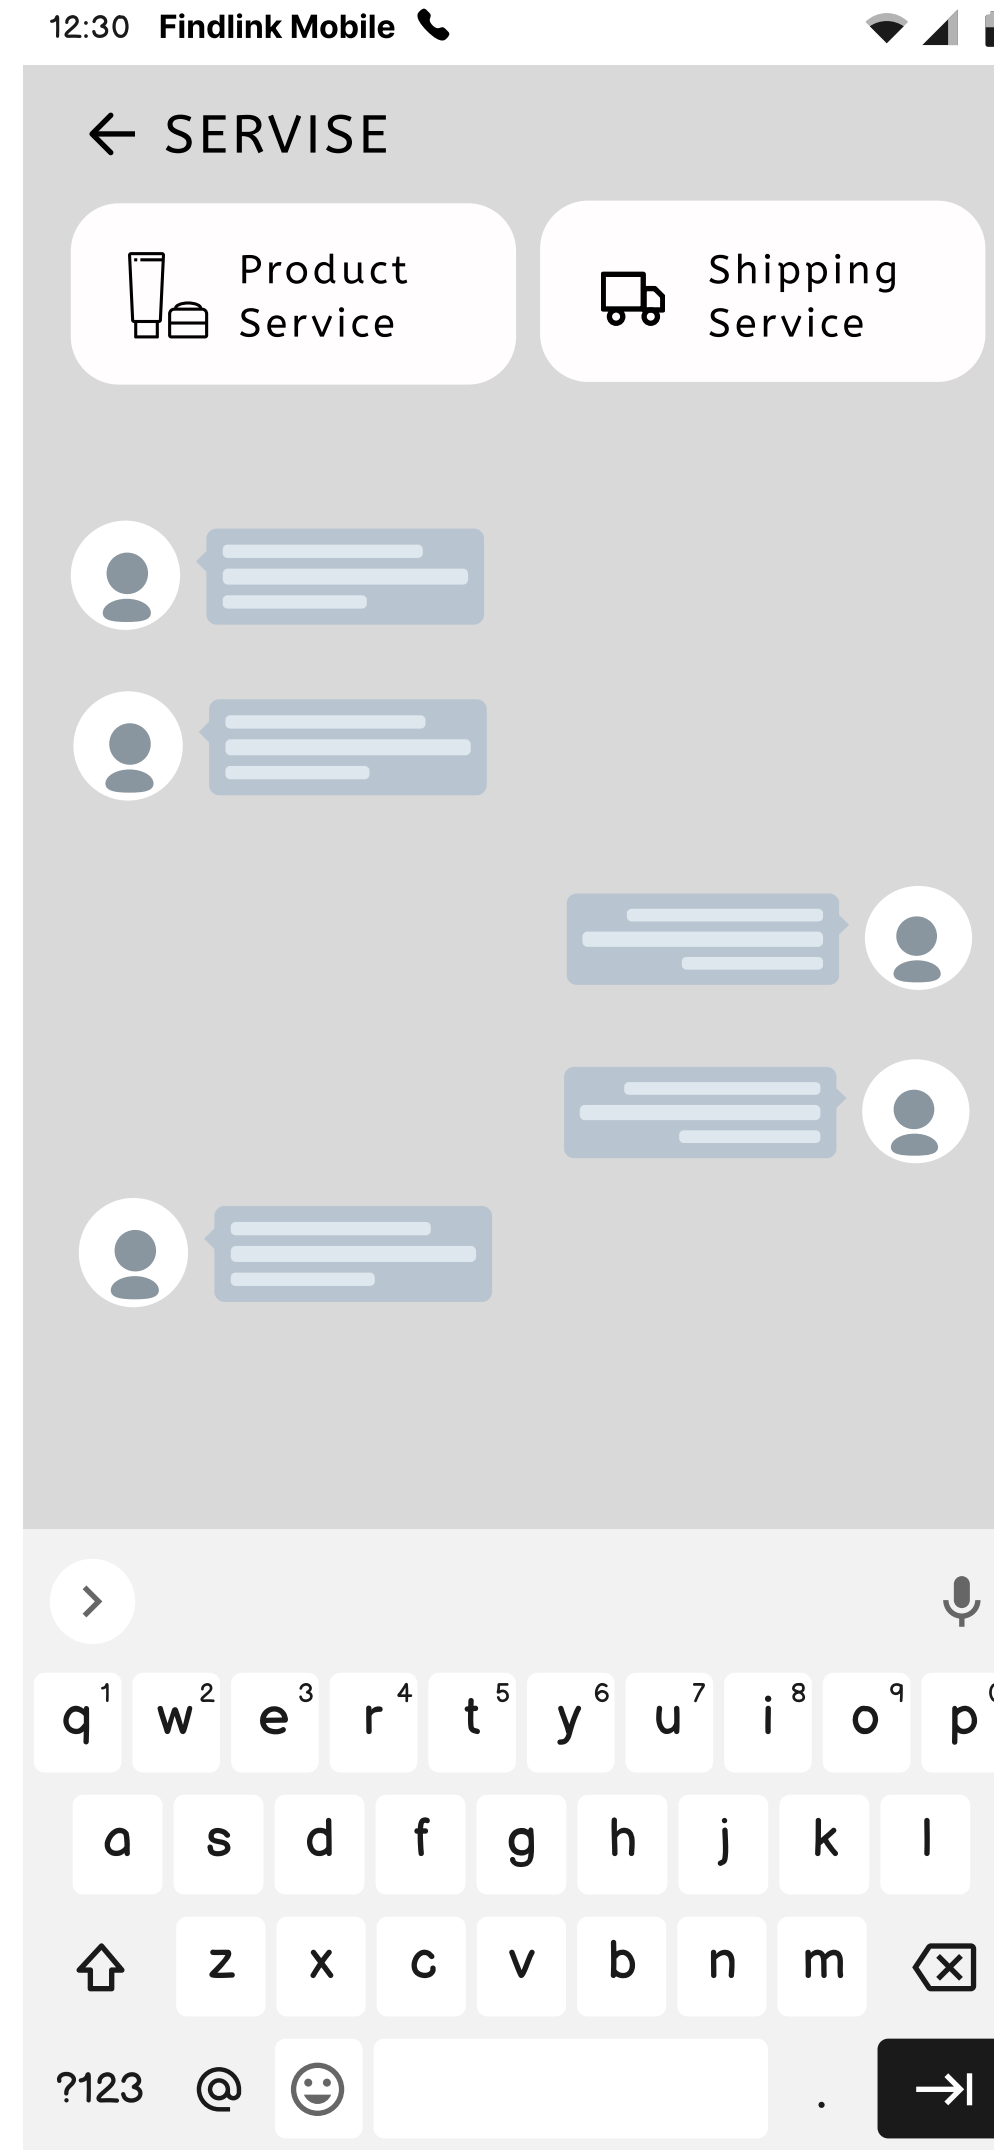 12:30 Findlink Mobile
SERVISE
Product
Service
Shipping
Service
q 1 w 2 e 3 r 4 t 5 y 6 u 7 i 8 o 9 p
a s d f g h j k l
z x c v b n m
?123 @ .